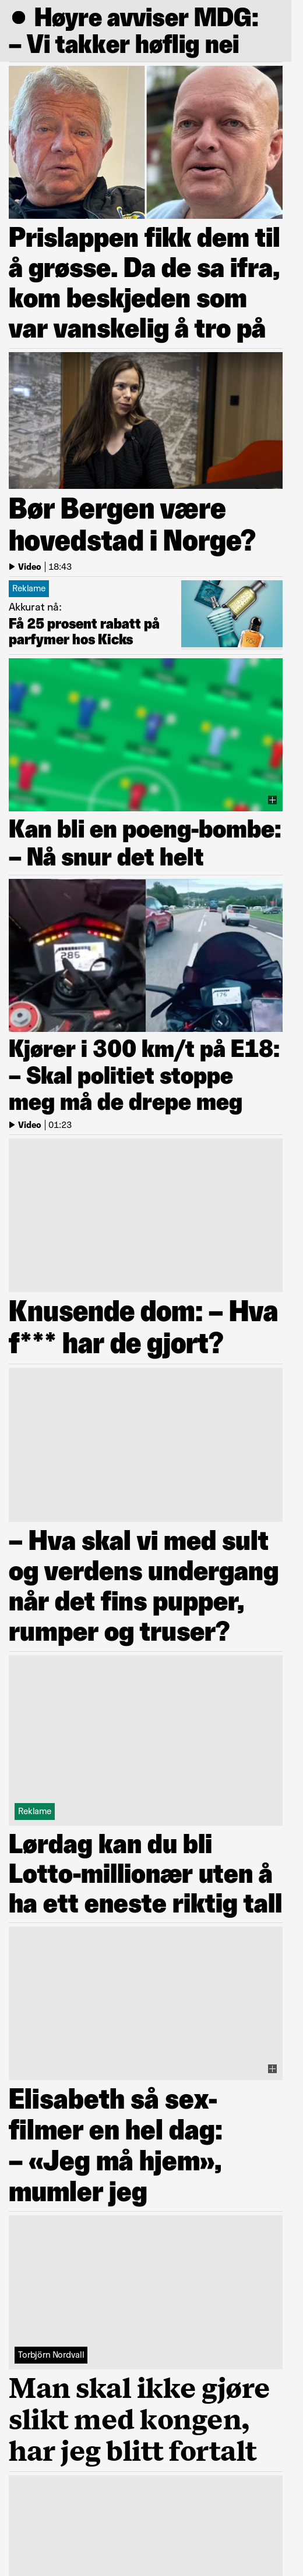 Høyre avviser MDG:
– Vi takker høflig nei
Prislappen fikk dem til
å grøsse. Da de sa ifra,
kom beskjeden som
var vanskelig å tro på
Bør Bergen være
hovedstad i Norge?
Video | 18:43
Reklame
Akkurat nå:
Få 25 prosent rabatt på
parfymer hos Kicks
Kan bli en poeng-bombe:
– Nå snur det helt
286
Kjører i 300 km/t på E18:
– Skal politiet stoppe
meg må de drepe meg
Video | 01:23
Knusende dom: – Hva
f*** har de gjort?
– Hva skal vi med sult
og verdens undergang
når det fins pupper,
rumper og truser?
Reklame
Lørdag kan du bli
Lotto-millionær uten å
ha ett eneste riktig tall
Elisabeth så sex-
filmer en hel dag:
– «Jeg må hjem»,
mumler jeg
Torbjörn Nordvall
Man skal ikke gjøre
slikt med kongen,
har jeg blitt fortalt